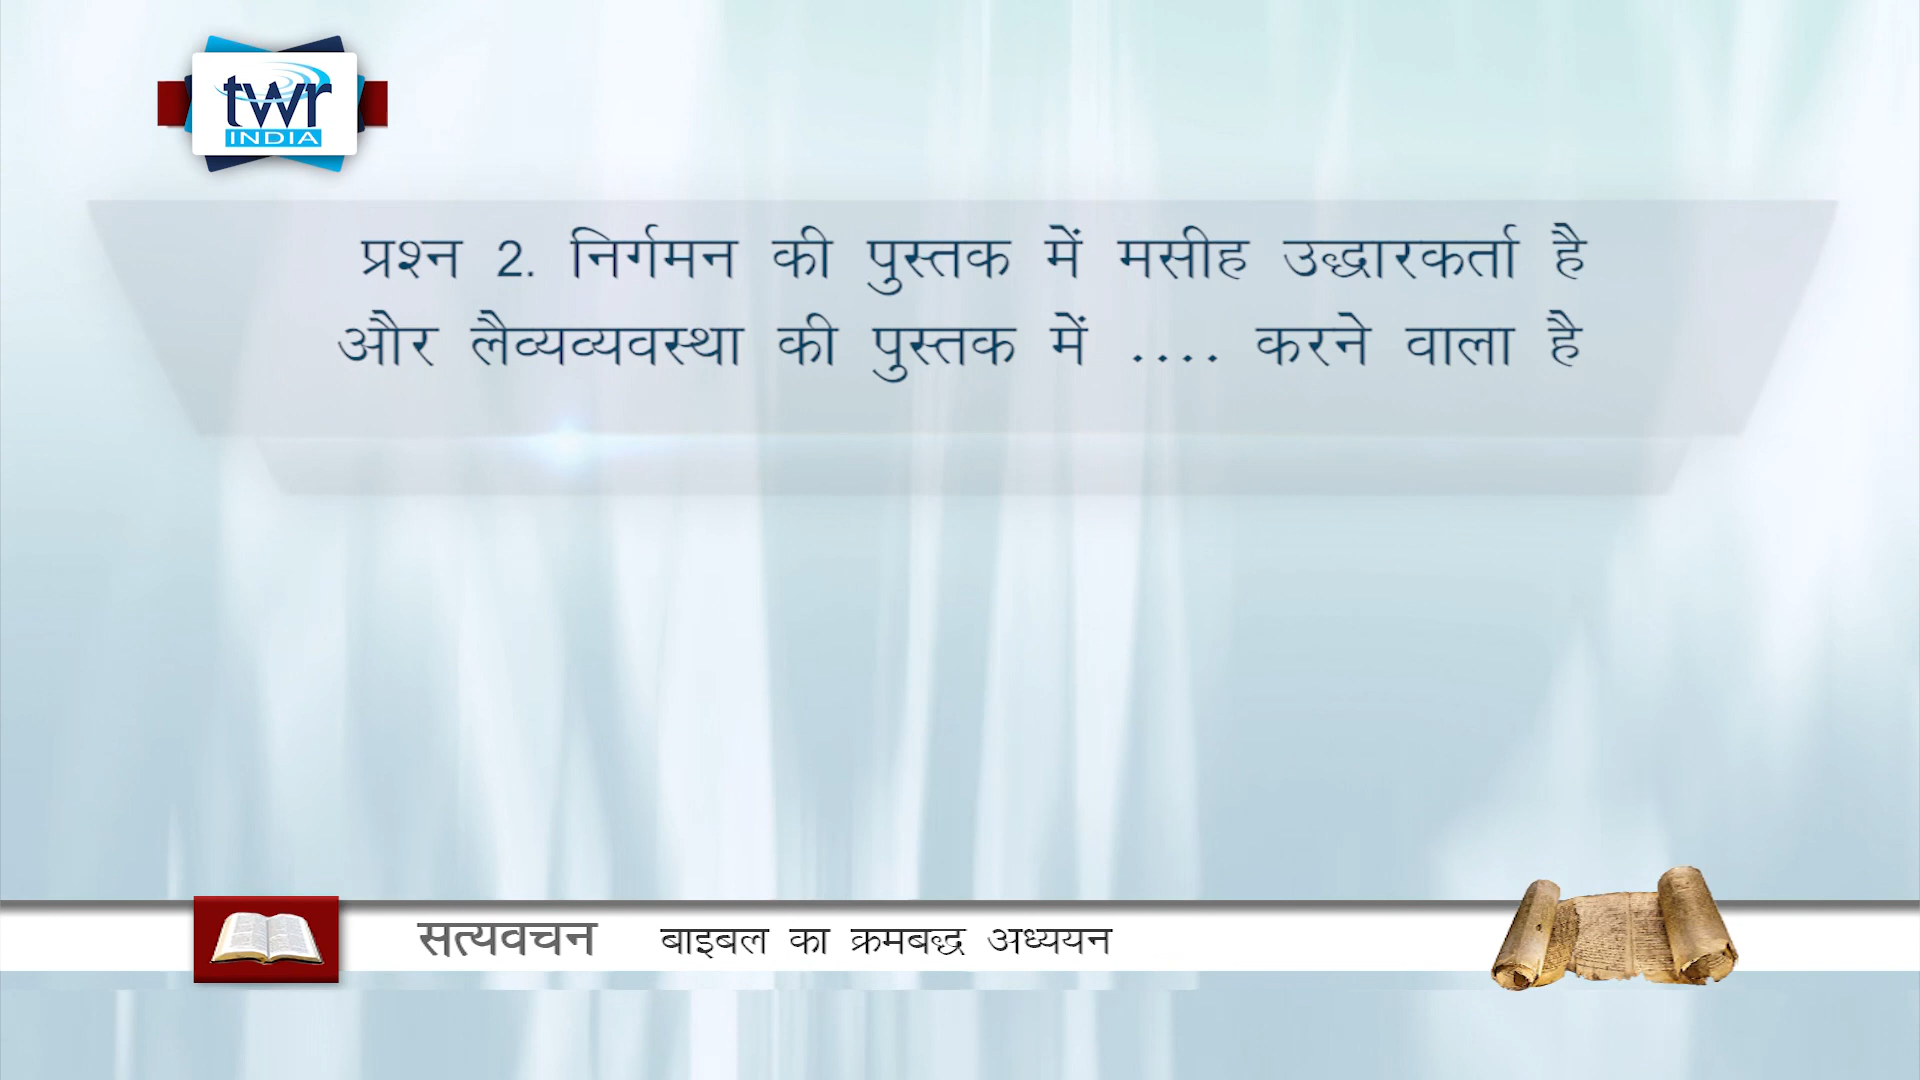 twr
INDIA
प्रश्न 2. निर्गमन की पुस्तक में मसीह उद्धारकर्ता है
और लैव्यव्यवस्था की पुस्तक में .... करने वाला है
सत्यवचन बाइबल का क्रमबद्ध अध्ययन